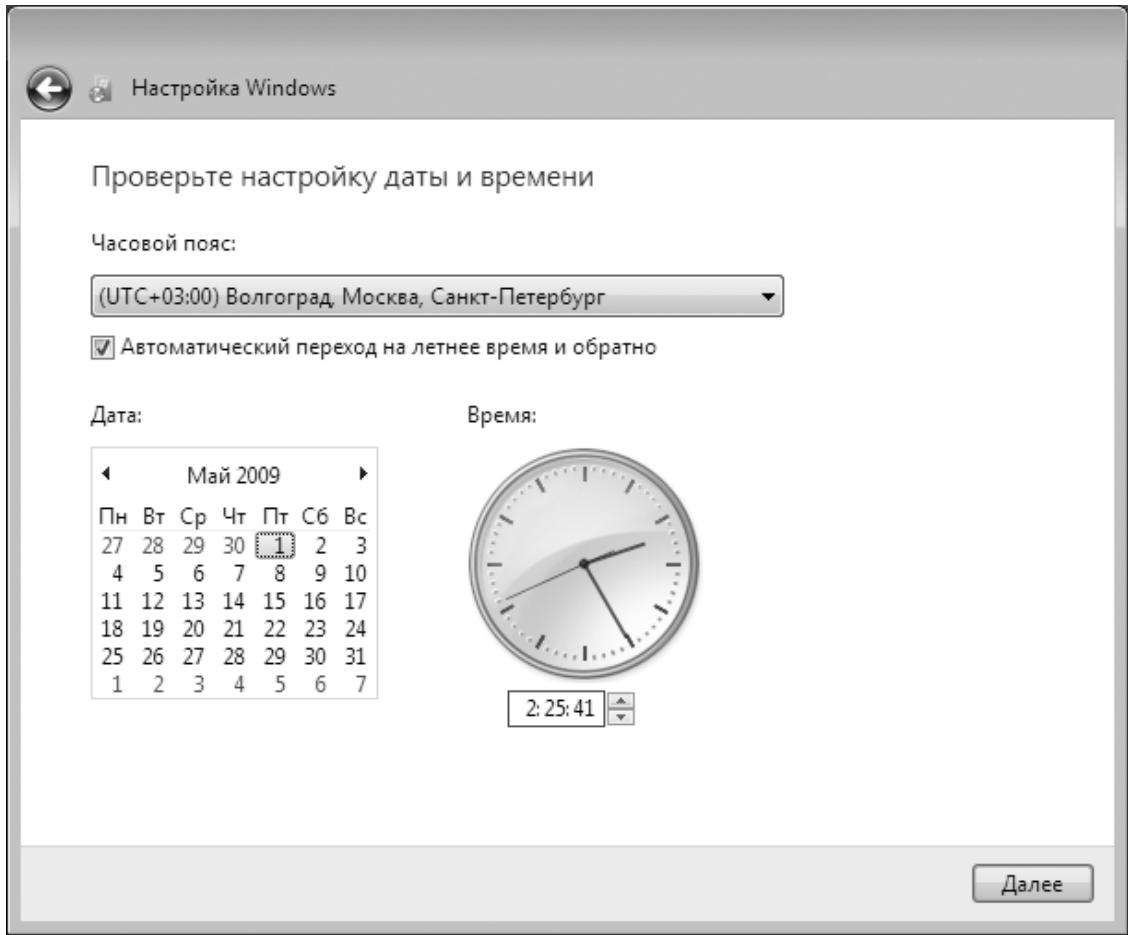 Настройка Windows
Проверьте настройку даты и времени
Часовой пояс:
(UTC+03:00) Волгоград, Москва, Санкт-Петербург
Автоматический переход на летнее время и обратно
Дата:
Время:
Май 2009
Пн Вт Ср Чт Пт Сб Вс
27 28 29 30 1 2 3
4 5 6 7 8 9 10
11 12 13 14 15 16 17
18 19 20 21 22 23 24
25 26 27 28 29 30 31
1 2 3 4 5 6 7
2:25:41
Далее